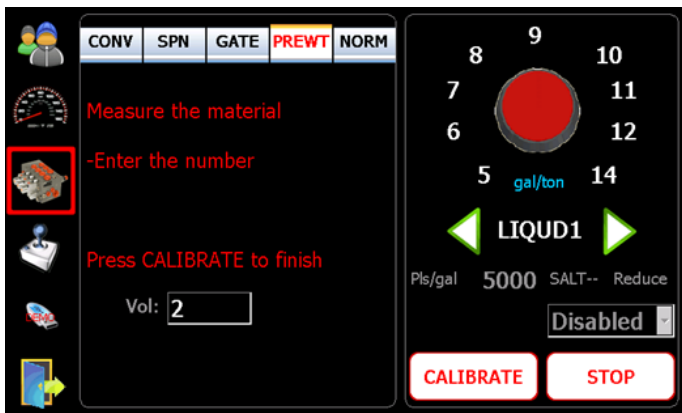 CONV SPN GATE PREWT NORM
Measure the material
-Enter the number
Press CALIBRATE to finish
Vol: 2
DEMO
9
8 10
7 11
6 12
5 gal/ton 14
LIQUD1
Pls/gal 5000 SALT-- Reduce
Disabled
CALIBRATE STOP